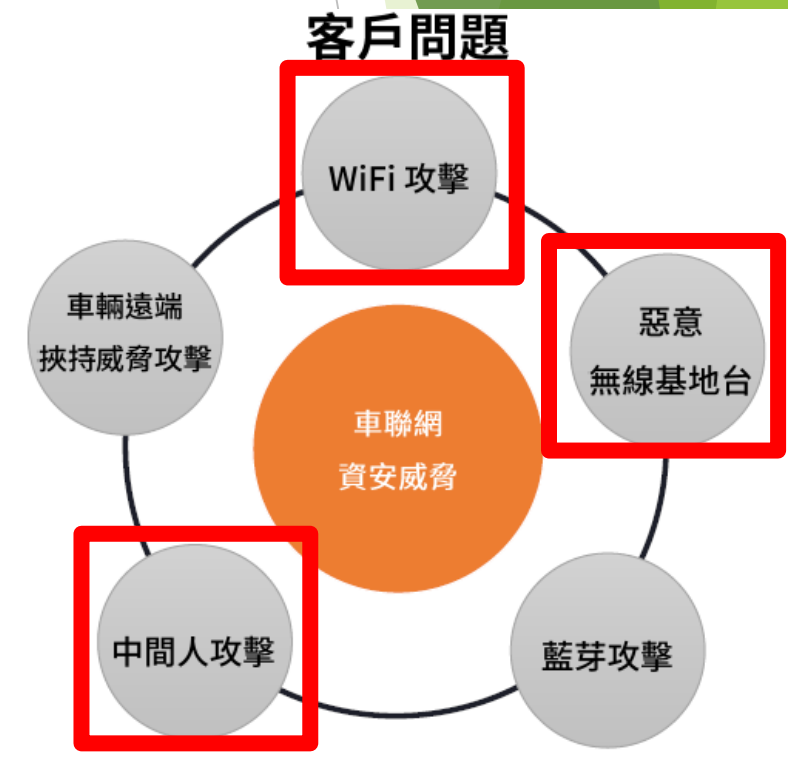 客戶問題
WiFi 攻擊
惡意
無線基地台
藍芽攻擊
中間人攻擊
車輛遠端
挾持威脅攻擊
車聯網
資安威脅